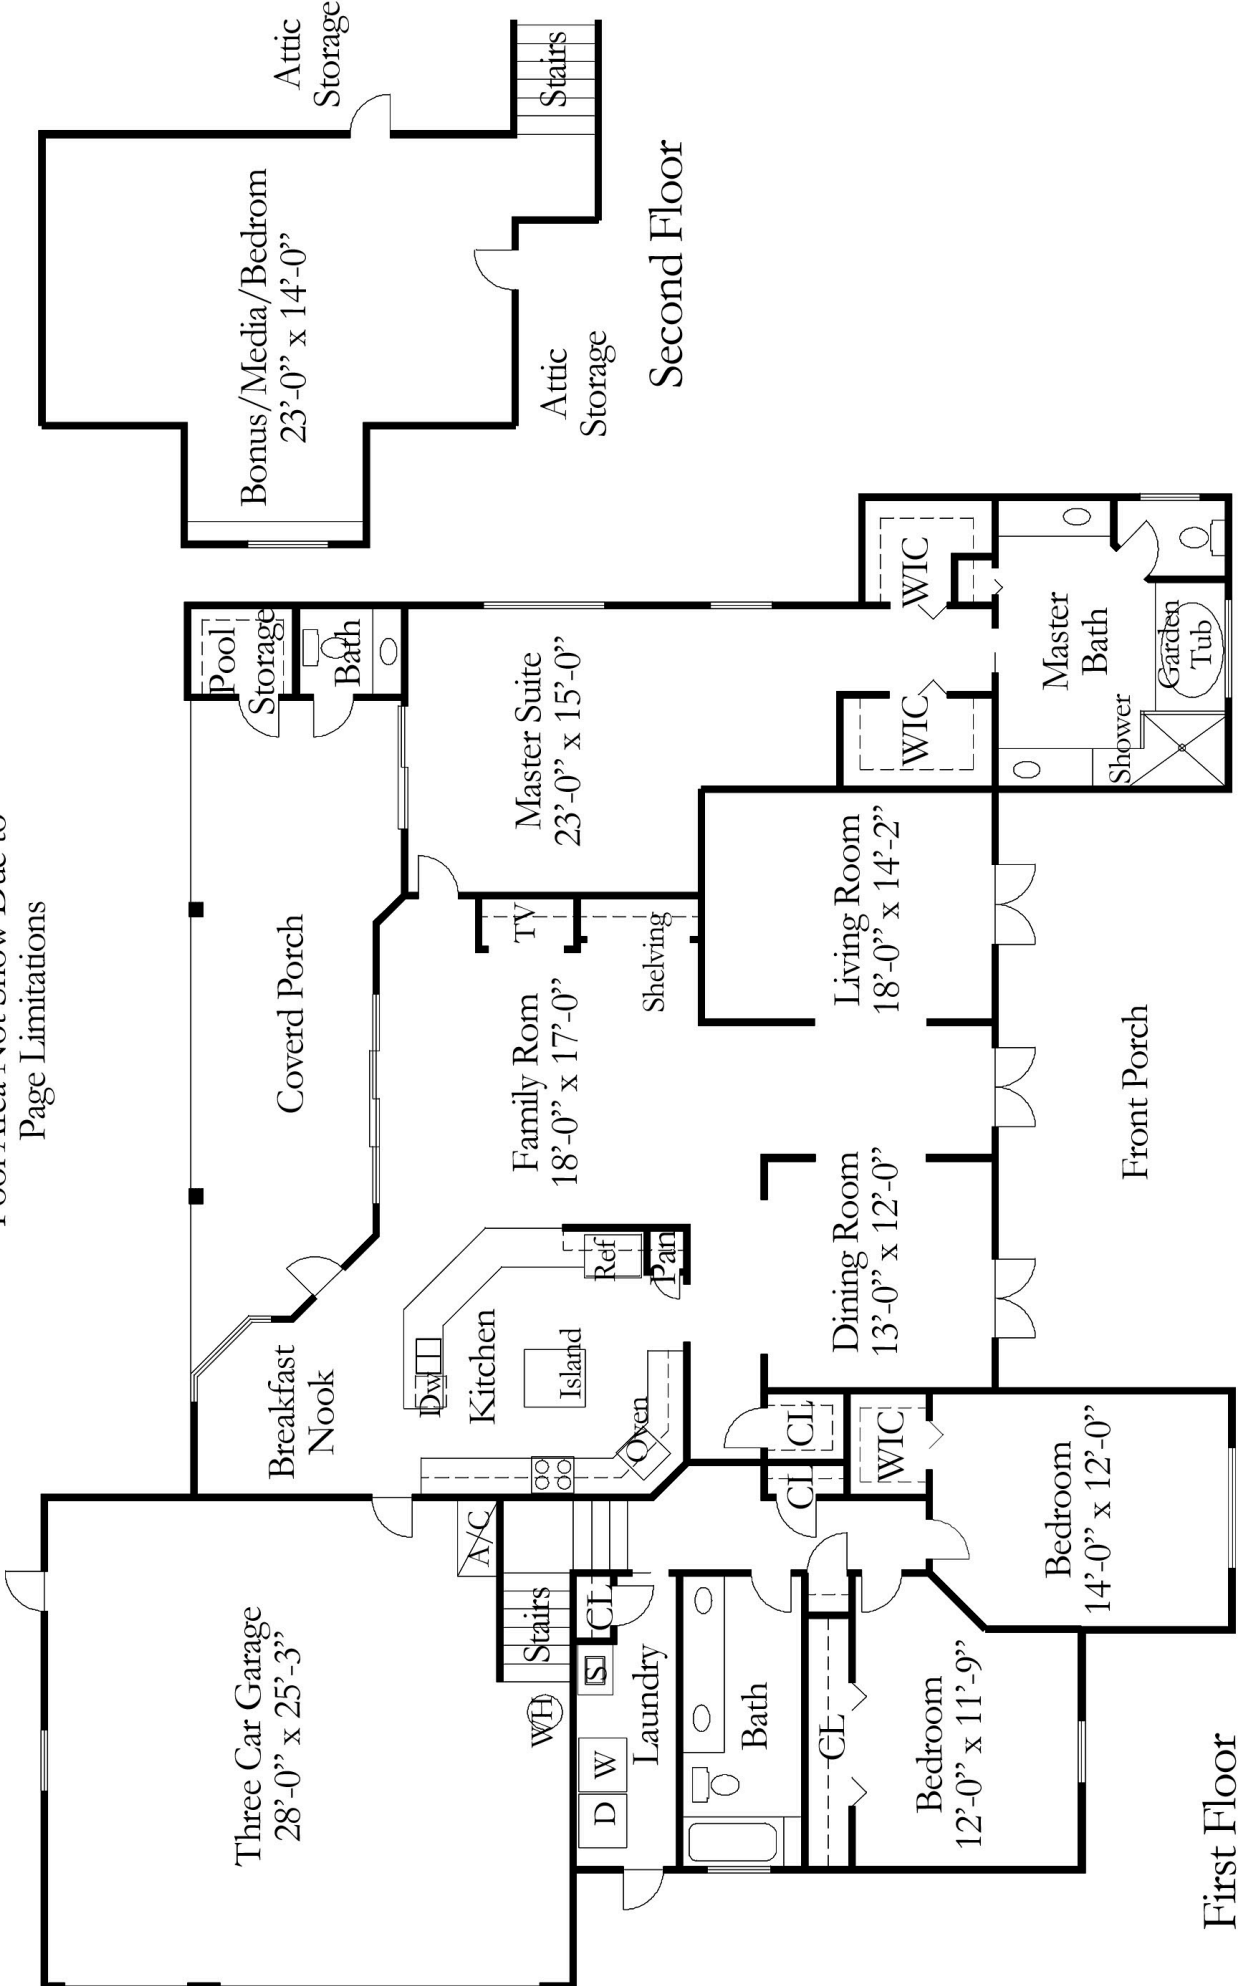 Pool Area Not Show Due to
Page Limitations
Three Car Garage
28'-0" x 25'-3"
Breakfast
Nook
Coverd Porch
Pool
Storage
Bath
Bonus/Media/Bedrom
23'-0" x 14'-0"
Attic
Storage
Stairs
Attic
Storage
Second Floor
A/C
Stairs
WH
Dw
Kitchen
Island
Oven
Ref
Pan
Family Rom
18'-0" x 17'-0"
TV
Shelving
Master Suite
23'-0" x 15'-0"
D
W
S
CL
Laundry
Bath
CL
CL
CL
WIC
Dining Room
13'-0" x 12'-0"
Living Room
18'-0" x 14'-2"
WIC
WIC
Bedroom
12'-0" x 11'-9"
Bedroom
14'-0" x 12'-0"
Front Porch
Master
Bath
Shower
Garden
Tub
First Floor